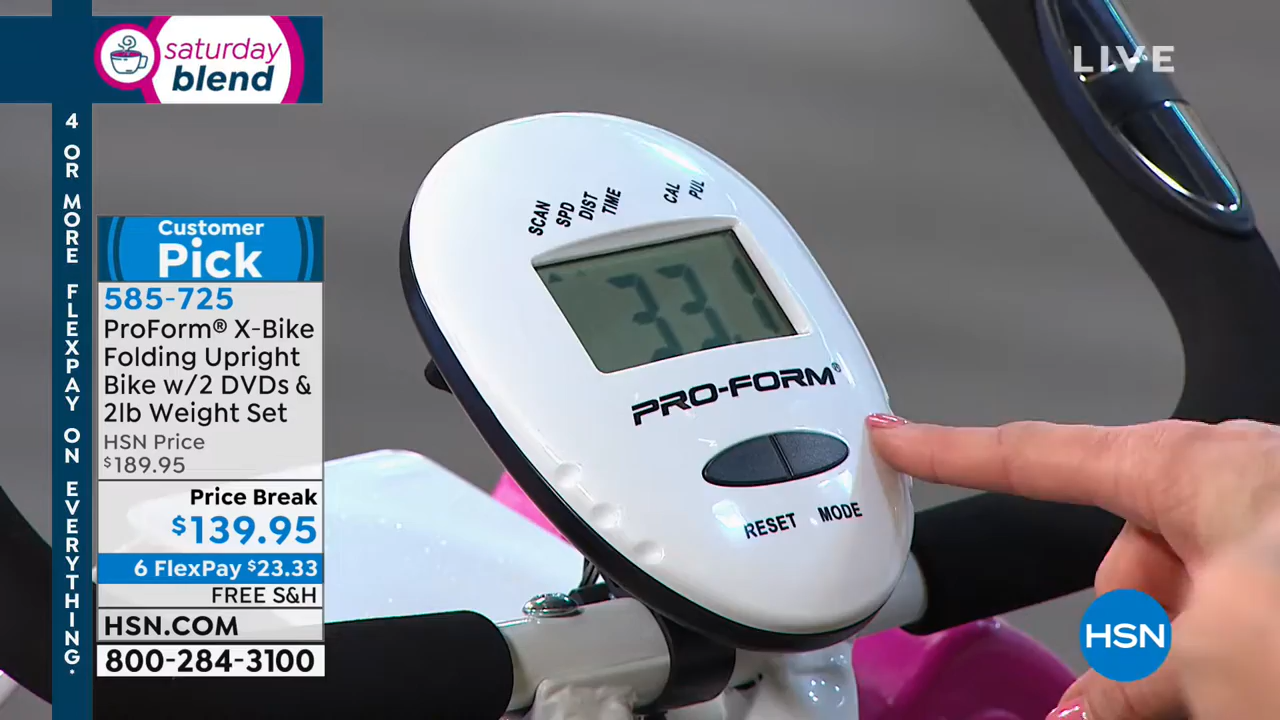 saturday
blend
LIVE
4 OR MORE FLEXPAY ON EVERYTHING.
Customer
Pick
585-725
ProForm® X-Bike
Folding Upright
Bike w/2 DVDs &
2lb Weight Set
HSN Price
$189.95
Price Break
$139.95
6 FlexPay $23.33
FREE S&H
HSN.COM
800-284-3100
SCAN
SPD
DIST
TIME
CAL
PUL
33.1
PRO-FORM®
RESET MODE
HSN